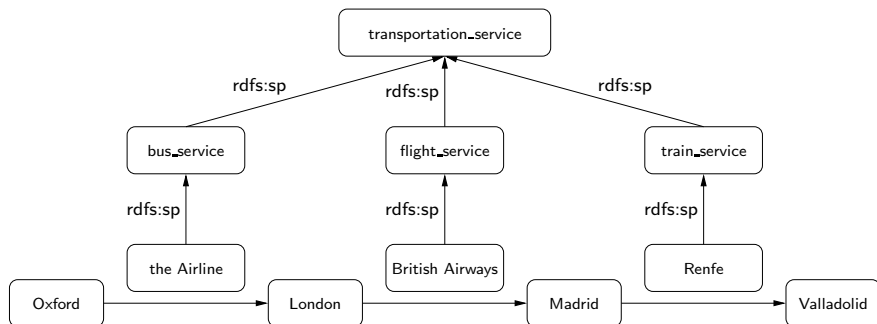 transportation_service
rdfs:sp
rdfs:sp
rdfs:sp
bus_service
flight_service
train_service
rdfs:sp
rdfs:sp
rdfs:sp
the Airline
British Airways
Renfe
Oxford
London
Madrid
Valladolid